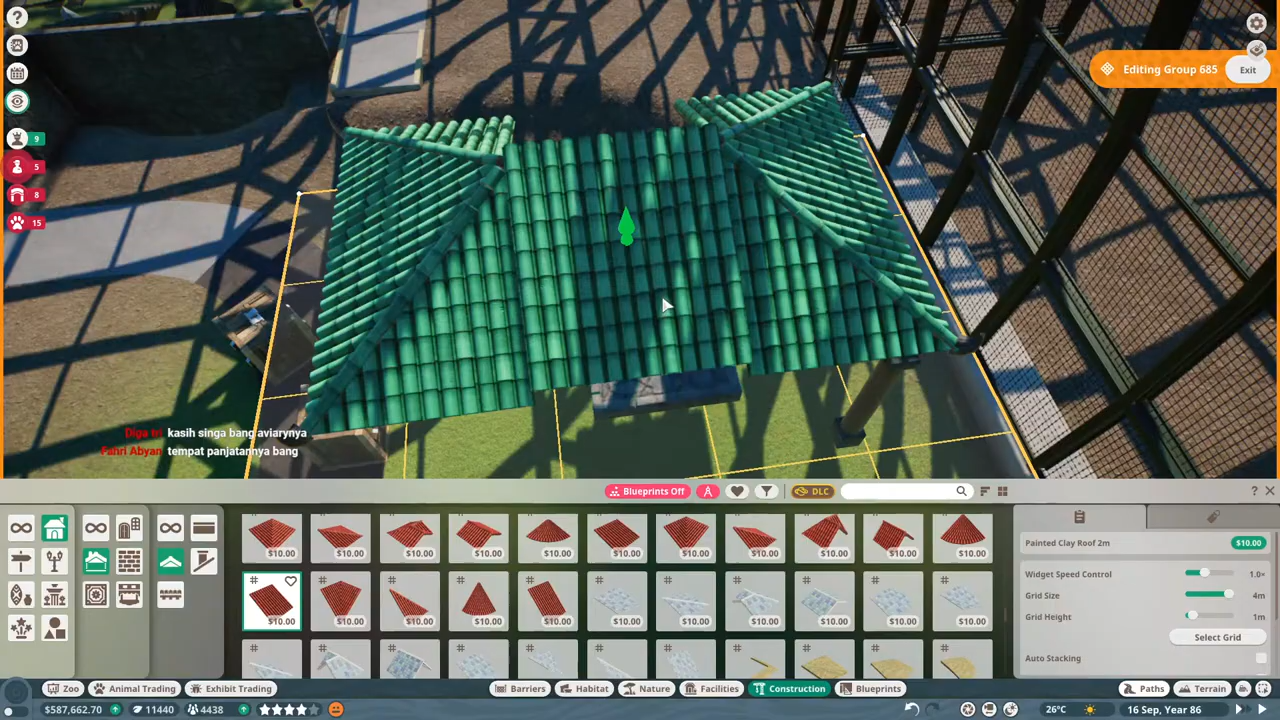 Editing Group 685
Exit
9
5
8
15
Diga tri kasih singa bang aviarynya
Fahri Abyan tempat panjatannya bang
Blueprints Off
DLC
?
$10.00 $10.00 $10.00 $10.00 $10.00 $10.00 $10.00 $10.00 $10.00 $10.00 $10.00
$10.00 $10.00 $10.00 $10.00 $10.00 $10.00 $10.00 $10.00 $10.00 $10.00 $10.00
Painted Clay Roof 2m $10.00
Widget Speed Control 1.0×
Grid Size 4m
Grid Height 1m
Select Grid
Auto Stacking
Zoo Animal Trading Exhibit Trading Barriers Habitat Nature Facilities Construction Blueprints Paths Terrain
$587,662.70 11440 4438 26°C 16 Sep, Year 86